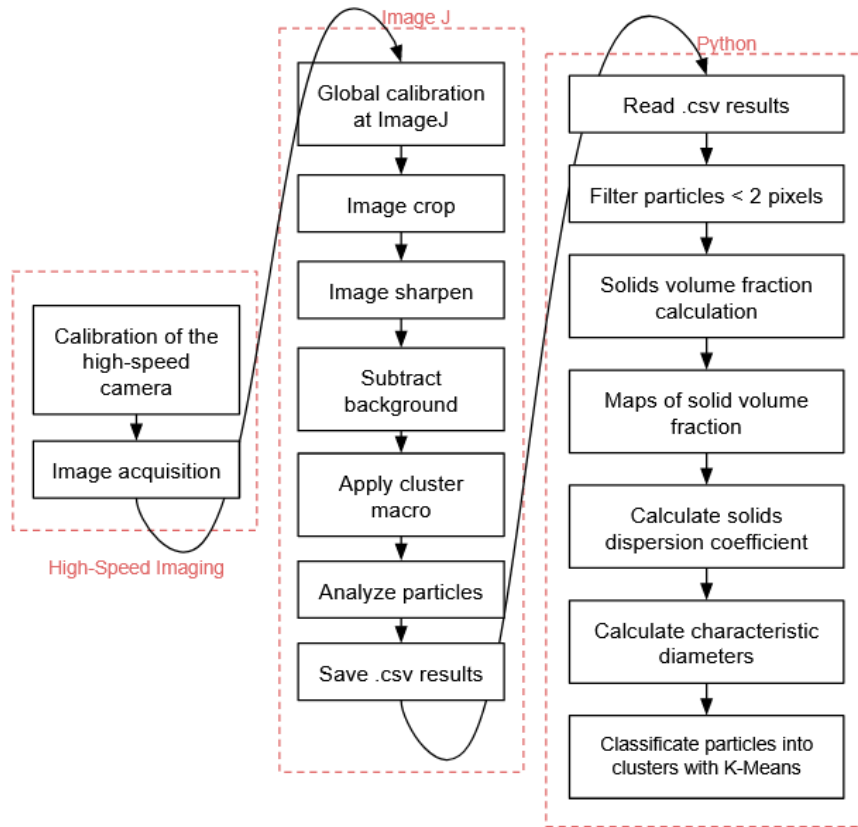 Calibration of the
high-speed
camera
Image acquisition
High-Speed Imaging
Image J
Global calibration
at ImageJ
Image crop
Image sharpen
Subtract
background
Apply cluster
macro
Analyze particles
Save .csv results
Python
Read .csv results
Filter particles < 2 pixels
Solids volume fraction
calculation
Maps of solid volume
fraction
Calculate solids
dispersion coefficient
Calculate characteristic
diameters
Classificate particles into
clusters with K-Means